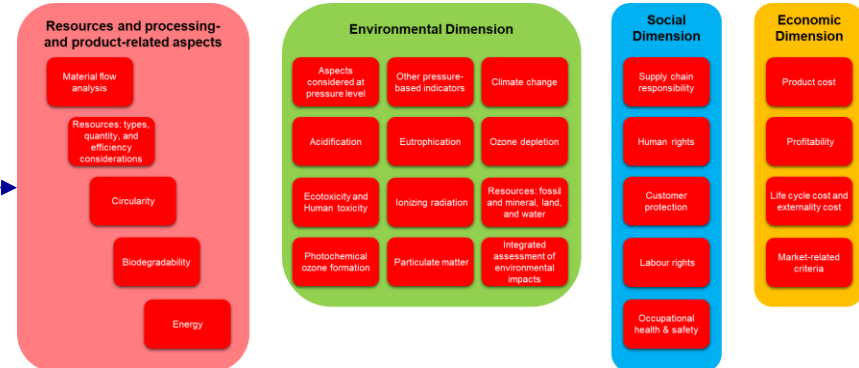 Resources and processing-
and product-related aspects
Material flow
analysis
Resources: types,
quantity, and
efficiency
considerations
Circularity
Biodegradability
Energy
Environmental Dimension
Aspects
considered at
pressure level
Other pressure-
based indicators
Climate change
Acidification
Eutrophication
Ozone depletion
Ecotoxicity and
Human toxicity
Ionizing radiation
Resources: fossil
and mineral, land,
and water
Photochemical
ozone formation
Particulate matter
Integrated
assessment of
environmental
impacts
Social
Dimension
Supply chain
responsibility
Human rights
Customer
protection
Labour rights
Occupational
health & safety
Economic
Dimension
Product cost
Profitability
Life cycle cost and
externality cost
Market-related
criteria